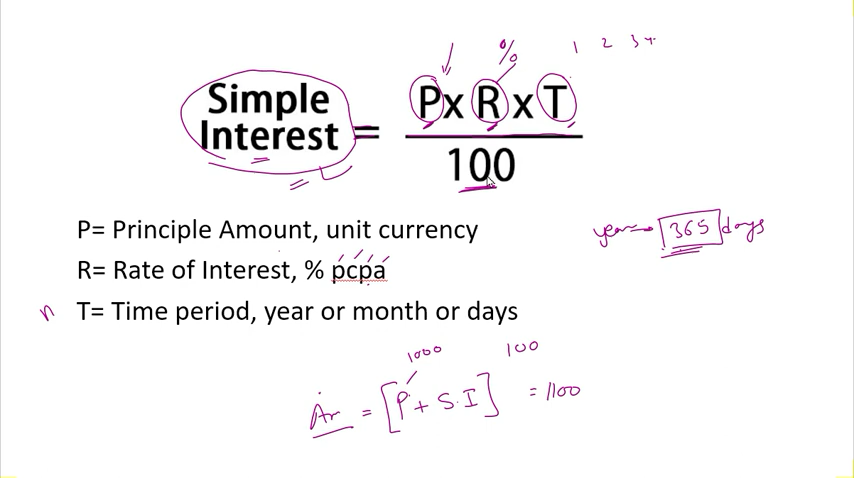 % 1 2 3 4
Simple Interest = P x R x T
100
year = 365 days
P= Principle Amount, unit currency
R= Rate of Interest, % pcpa
n T= Time period, year or month or days
1000 100
Am = [P + S.I] = 1100